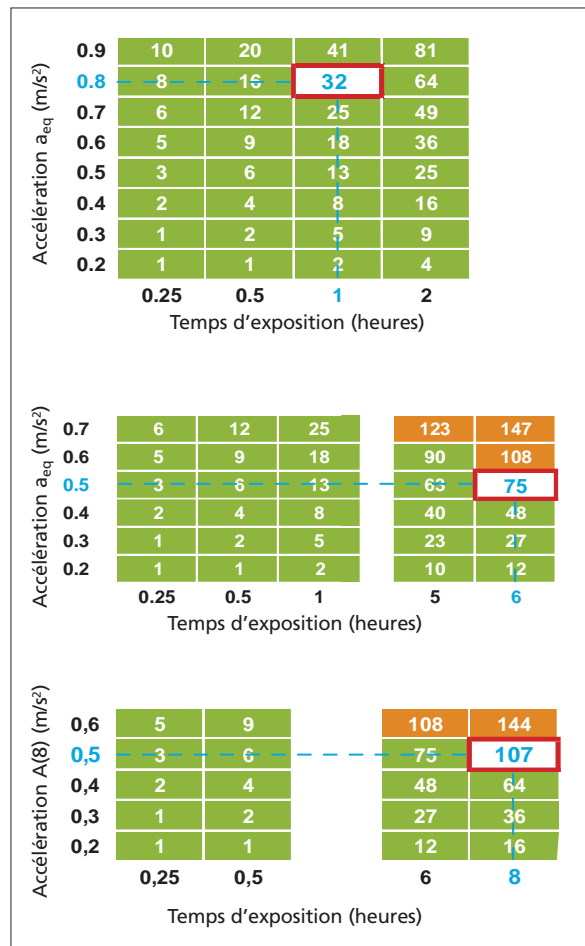 Accélération a_eq (m/s²)
0.9 10 20 41 81
0.8 8 16 32 64
0.7 6 12 25 49
0.6 5 9 18 36
0.5 3 6 13 25
0.4 2 4 8 16
0.3 1 2 5 9
0.2 1 1 2 4
0.25 0.5 1 2
Temps d'exposition (heures)
Accélération a_eq (m/s²)
0.7 6 12 25 123 147
0.6 5 9 18 90 108
0.5 3 6 13 63 75
0.4 2 4 8 40 48
0.3 1 2 5 23 27
0.2 1 1 2 10 12
0.25 0.5 1 5 6
Temps d'exposition (heures)
Accélération A(8) (m/s²)
0,6 5 9 108 144
0,5 3 6 75 107
0,4 2 4 48 64
0,3 1 2 27 36
0,2 1 1 12 16
0,25 0,5 6 8
Temps d'exposition (heures)